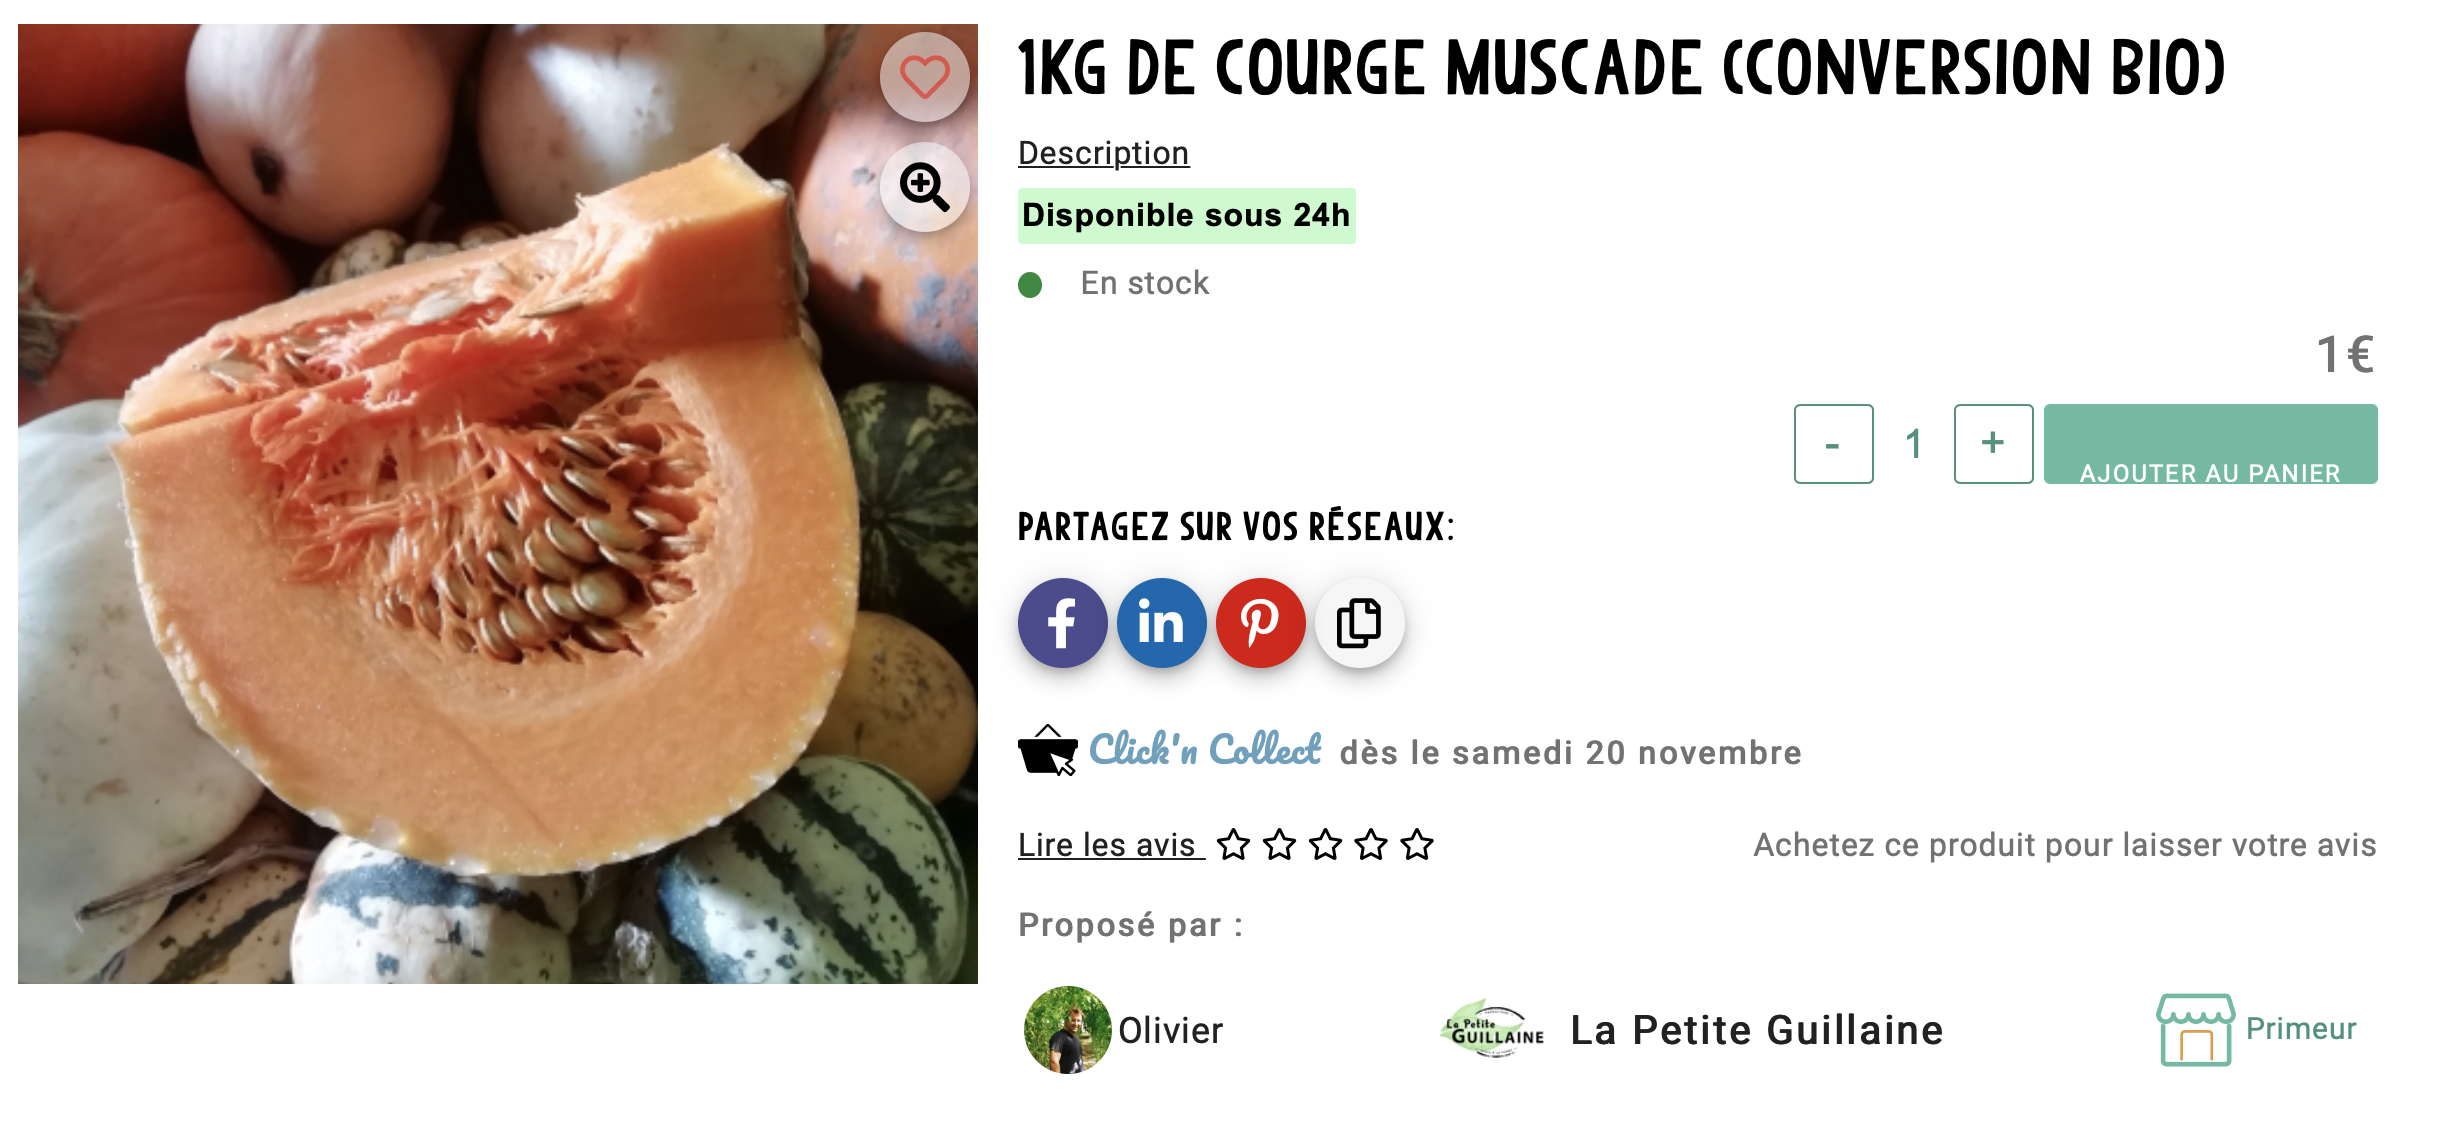 1KG DE COURGE MUSCADE (CONVERSION BIO)
Description
Disponible sous 24h
En stock
1€
- 1 +
AJOUTER AU PANIER
PARTAGEZ SUR VOS RÉSEAUX:
f in
Click'n Collect dès le samedi 20 novembre
Lire les avis
Achetez ce produit pour laisser votre avis
Proposé par :
Olivier
La Petite
GUILLAINE
La Petite Guillaine
Primeur